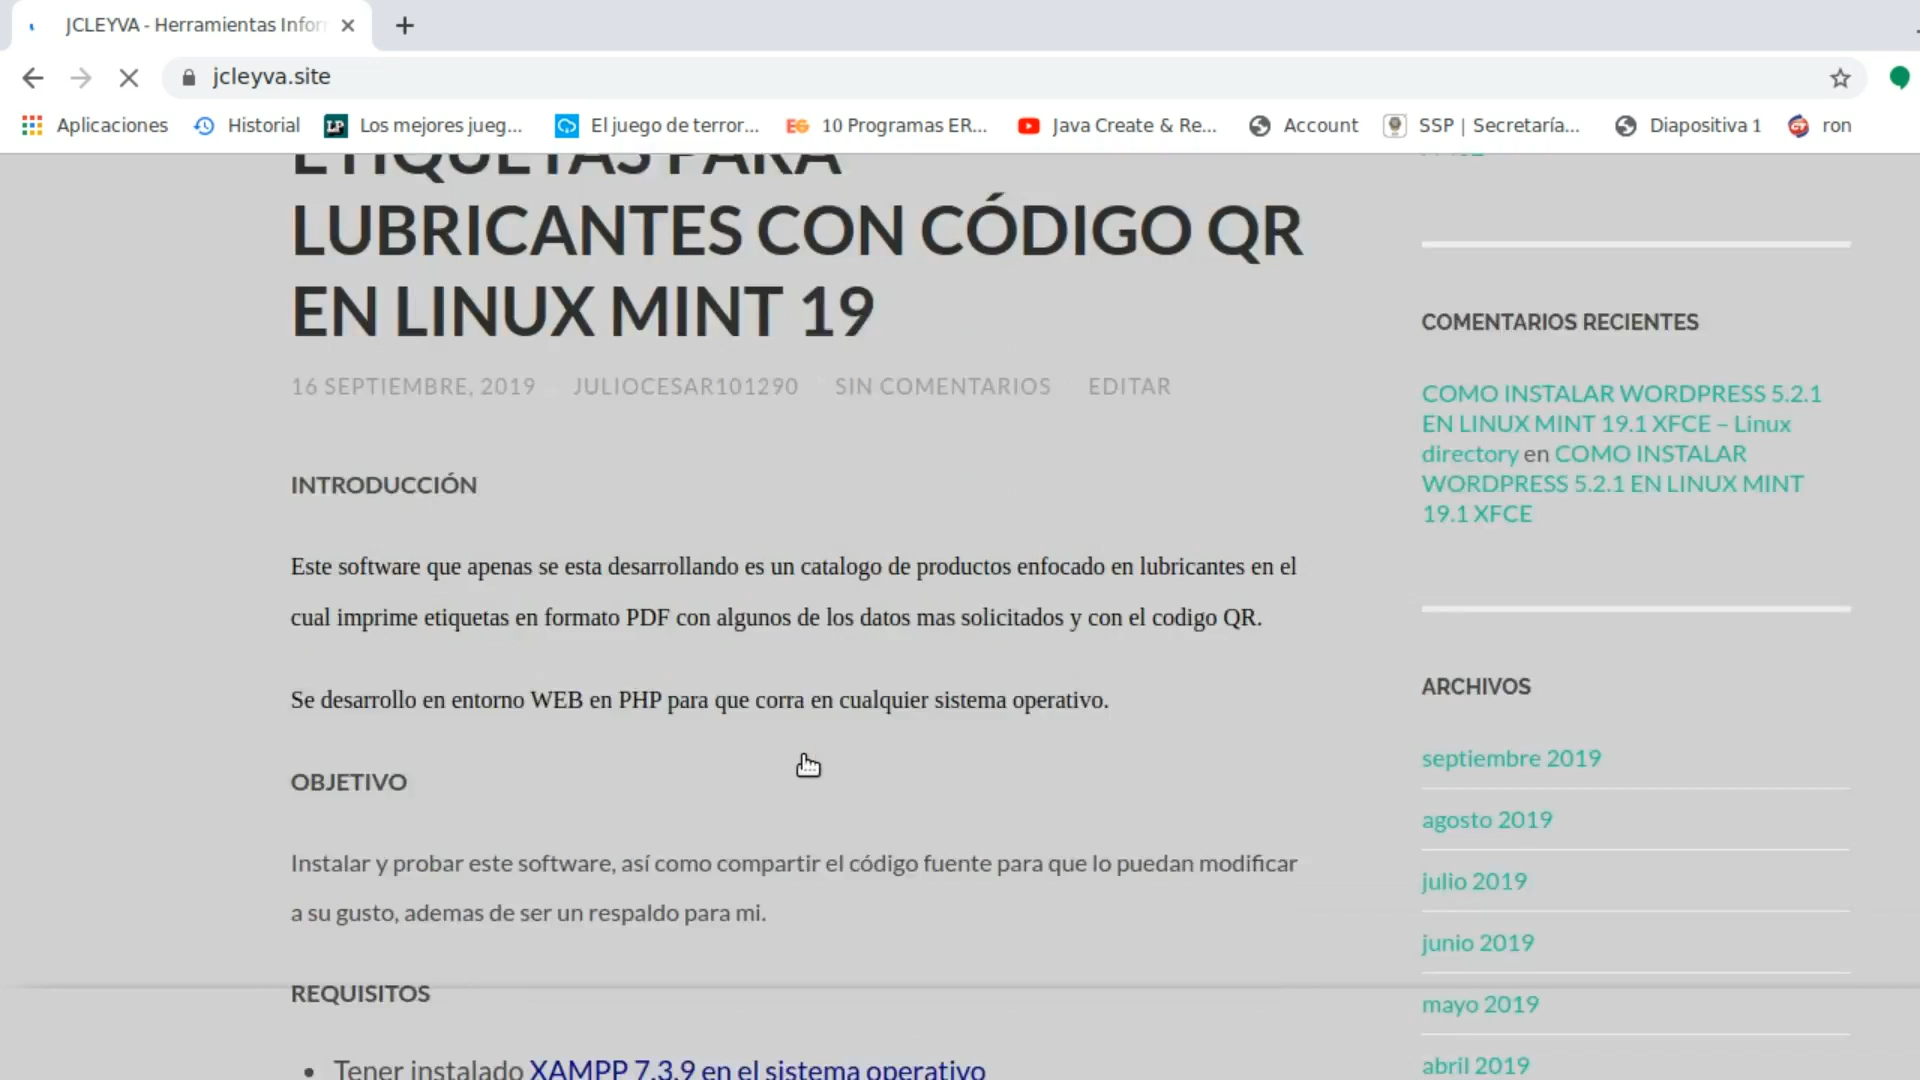 JCLEYVA - Herramientas Infor
jcleyva.site
Aplicaciones
Historial
LP
Los mejores jueg...
El juego de terror...
EG
10 Programas ER...
Java Create & Re...
Account
SSP | Secretaría...
Diapositiva 1
ron
ETIQUETAS PARA
LUBRICANTES CON CÓDIGO QR
EN LINUX MINT 19
16 SEPTIEMBRE, 2019
JULIOCESAR101290
SIN COMENTARIOS
EDITAR
INTRODUCCIÓN
Este software que apenas se esta desarrollando es un catalogo de productos enfocado en lubricantes en el
cual imprime etiquetas en formato PDF con algunos de los datos mas solicitados y con el codigo QR.
Se desarrollo en entorno WEB en PHP para que corra en cualquier sistema operativo.
OBJETIVO
Instalar y probar este software, así como compartir el código fuente para que lo puedan modificar
a su gusto, ademas de ser un respaldo para mi.
REQUISITOS
• Tener instalado XAMPP 7.3.9 en el sistema operativo
COMENTARIOS RECIENTES
COMO INSTALAR WORDPRESS 5.2.1
EN LINUX MINT 19.1 XFCE – Linux
directory en COMO INSTALAR
WORDPRESS 5.2.1 EN LINUX MINT
19.1 XFCE
ARCHIVOS
septiembre 2019
agosto 2019
julio 2019
junio 2019
mayo 2019
abril 2019